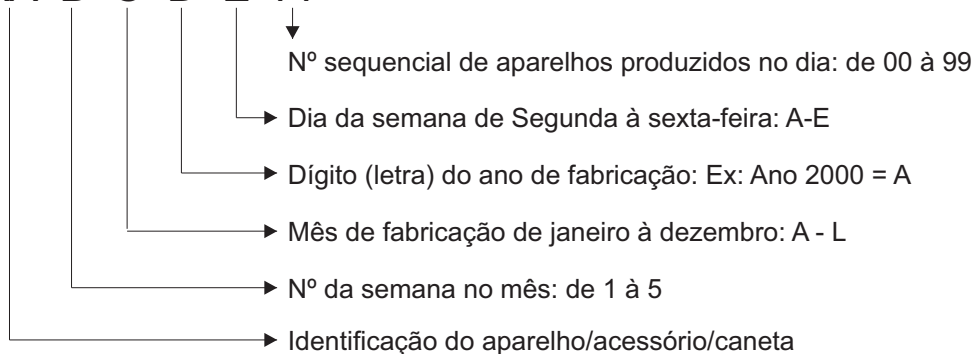 Nº sequencial de aparelhos produzidos no dia: de 00 à 99
Dia da semana de Segunda à sexta-feira: A-E
Dígito (letra) do ano de fabricação: Ex: Ano 2000 = A
Mês de fabricação de janeiro à dezembro: A - L
Nº da semana no mês: de 1 à 5
Identificação do aparelho/acessório/caneta